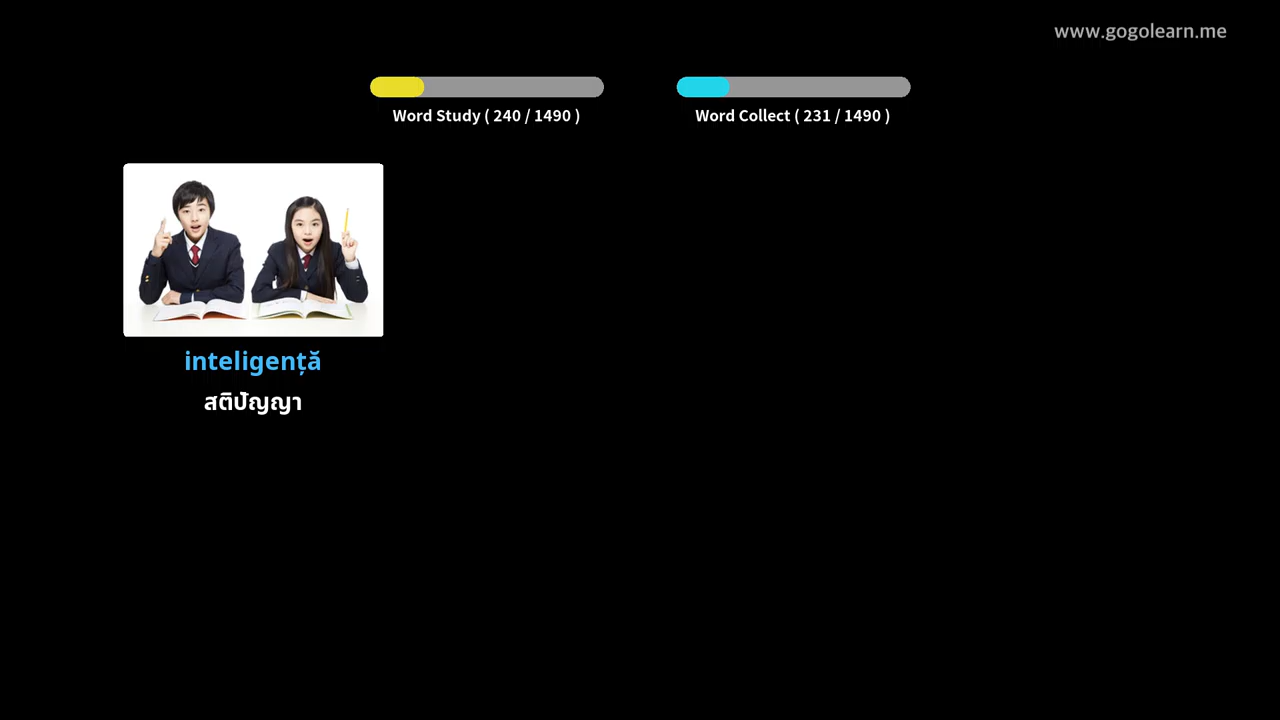 www.gogolearn.me
Word Study ( 240 / 1490 )
Word Collect ( 231 / 1490 )
inteligență
สติปัญญา